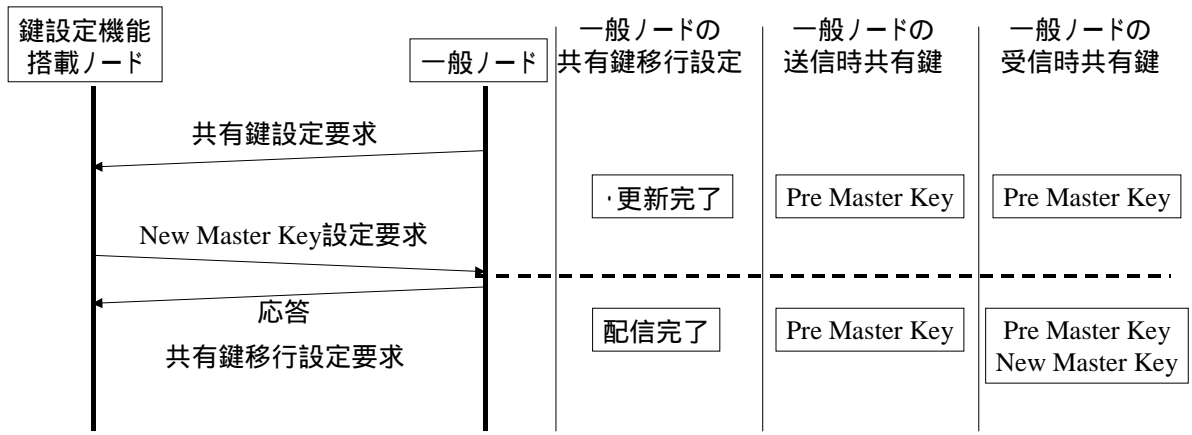 鍵設定機能
搭載ノード
一般ノード
一般ノードの
共有鍵移行設定
一般ノードの
送信時共有鍵
一般ノードの
受信時共有鍵
共有鍵設定要求
・更新完了
Pre Master Key
Pre Master Key
New Master Key設定要求
応答
配信完了
Pre Master Key
Pre Master Key
New Master Key
共有鍵移行設定要求